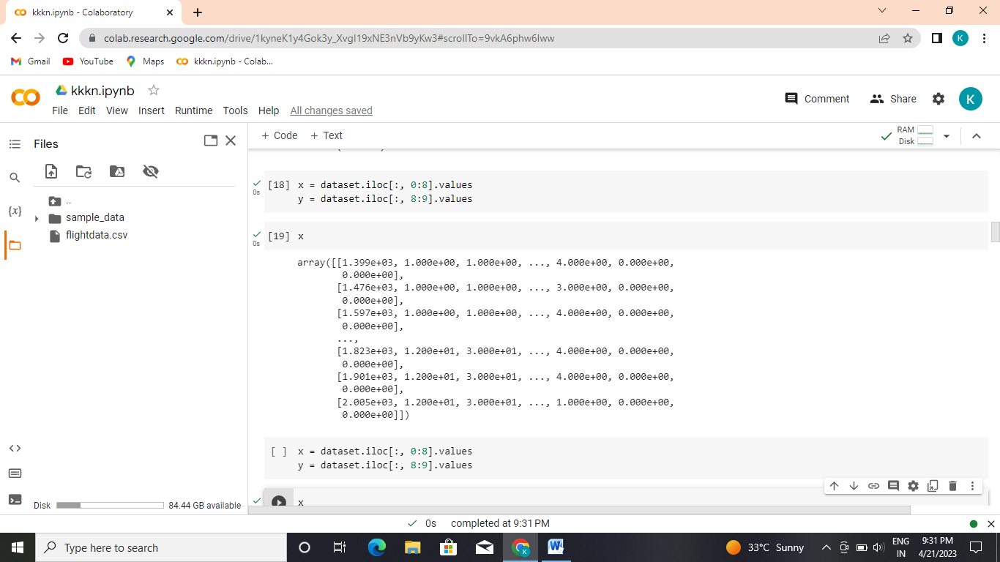 kkkn.ipynb - Colaboratory
colab.research.google.com/drive/1kyneK1y4Gok3y_XvgI19xNE3nVb9yKw3#scrollTo=9vkA6phw6Iww
K
Gmail
YouTube
Maps
kkkn.ipynb - Colab...
CO
kkkn.ipynb
Comment
Share
K
File Edit View Insert Runtime Tools Help All changes saved
Files
+ Code + Text
RAM
Disk
..
sample_data
flightdata.csv
{x}
0s
[18] x = dataset.iloc[:, 0:8].values
y = dataset.iloc[:, 8:9].values
0s
[19] x
array([[1.399e+03, 1.000e+00, 1.000e+00, ..., 4.000e+00, 0.000e+00,
0.000e+00],
[1.476e+03, 1.000e+00, 1.000e+00, ..., 3.000e+00, 0.000e+00,
0.000e+00],
[1.597e+03, 1.000e+00, 1.000e+00, ..., 4.000e+00, 0.000e+00,
0.000e+00],
...,
[1.823e+03, 1.200e+01, 3.000e+01, ..., 4.000e+00, 0.000e+00,
0.000e+00],
[1.901e+03, 1.200e+01, 3.000e+01, ..., 4.000e+00, 0.000e+00,
0.000e+00],
[2.005e+03, 1.200e+01, 3.000e+01, ..., 1.000e+00, 0.000e+00,
0.000e+00]])
[ ] x = dataset.iloc[:, 0:8].values
y = dataset.iloc[:, 8:9].values
x
Disk
84.44 GB available
0s completed at 9:31 PM
Type here to search
33°C Sunny
ENG
IN
9:31 PM
4/21/2023